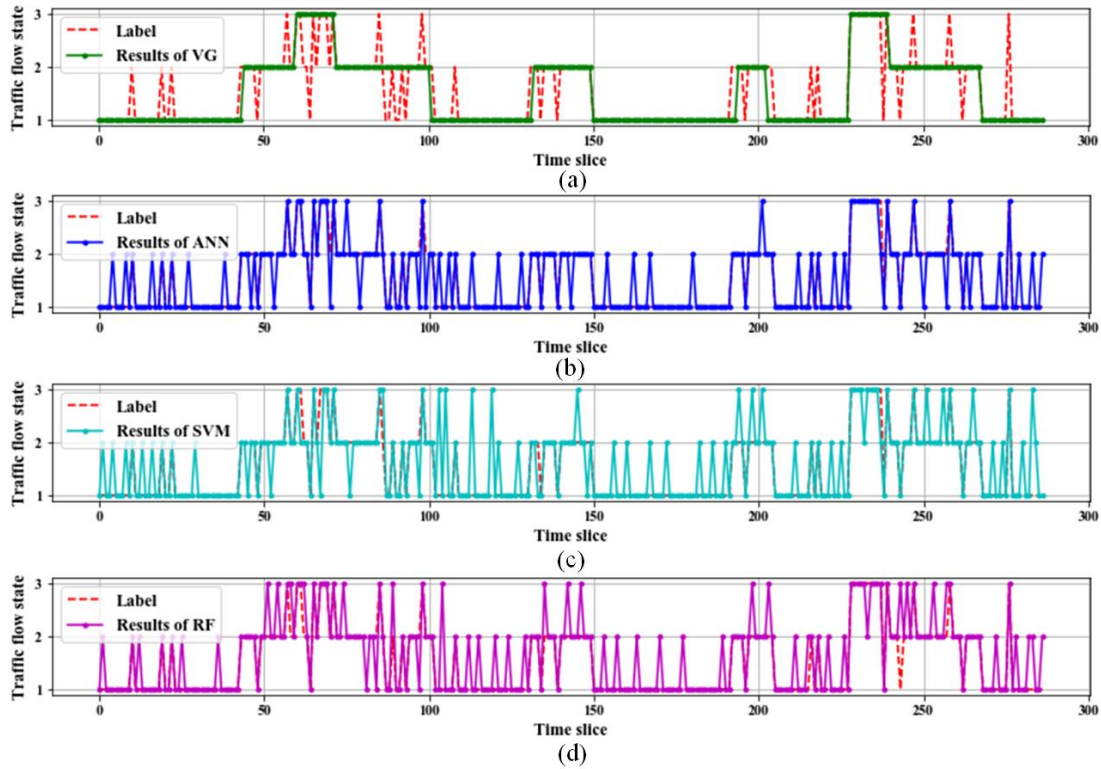 Traffic flow state
3
2
1
Label
Results of VG
0 50 100 150 200 250 300
Time slice
(a)
Traffic flow state
3
2
1
Label
Results of ANN
0 50 100 150 200 250 300
Time slice
(b)
Traffic flow state
3
2
1
Label
Results of SVM
0 50 100 150 200 250 300
Time slice
(c)
Traffic flow state
3
2
1
Label
Results of RF
0 50 100 150 200 250 300
Time slice
(d)